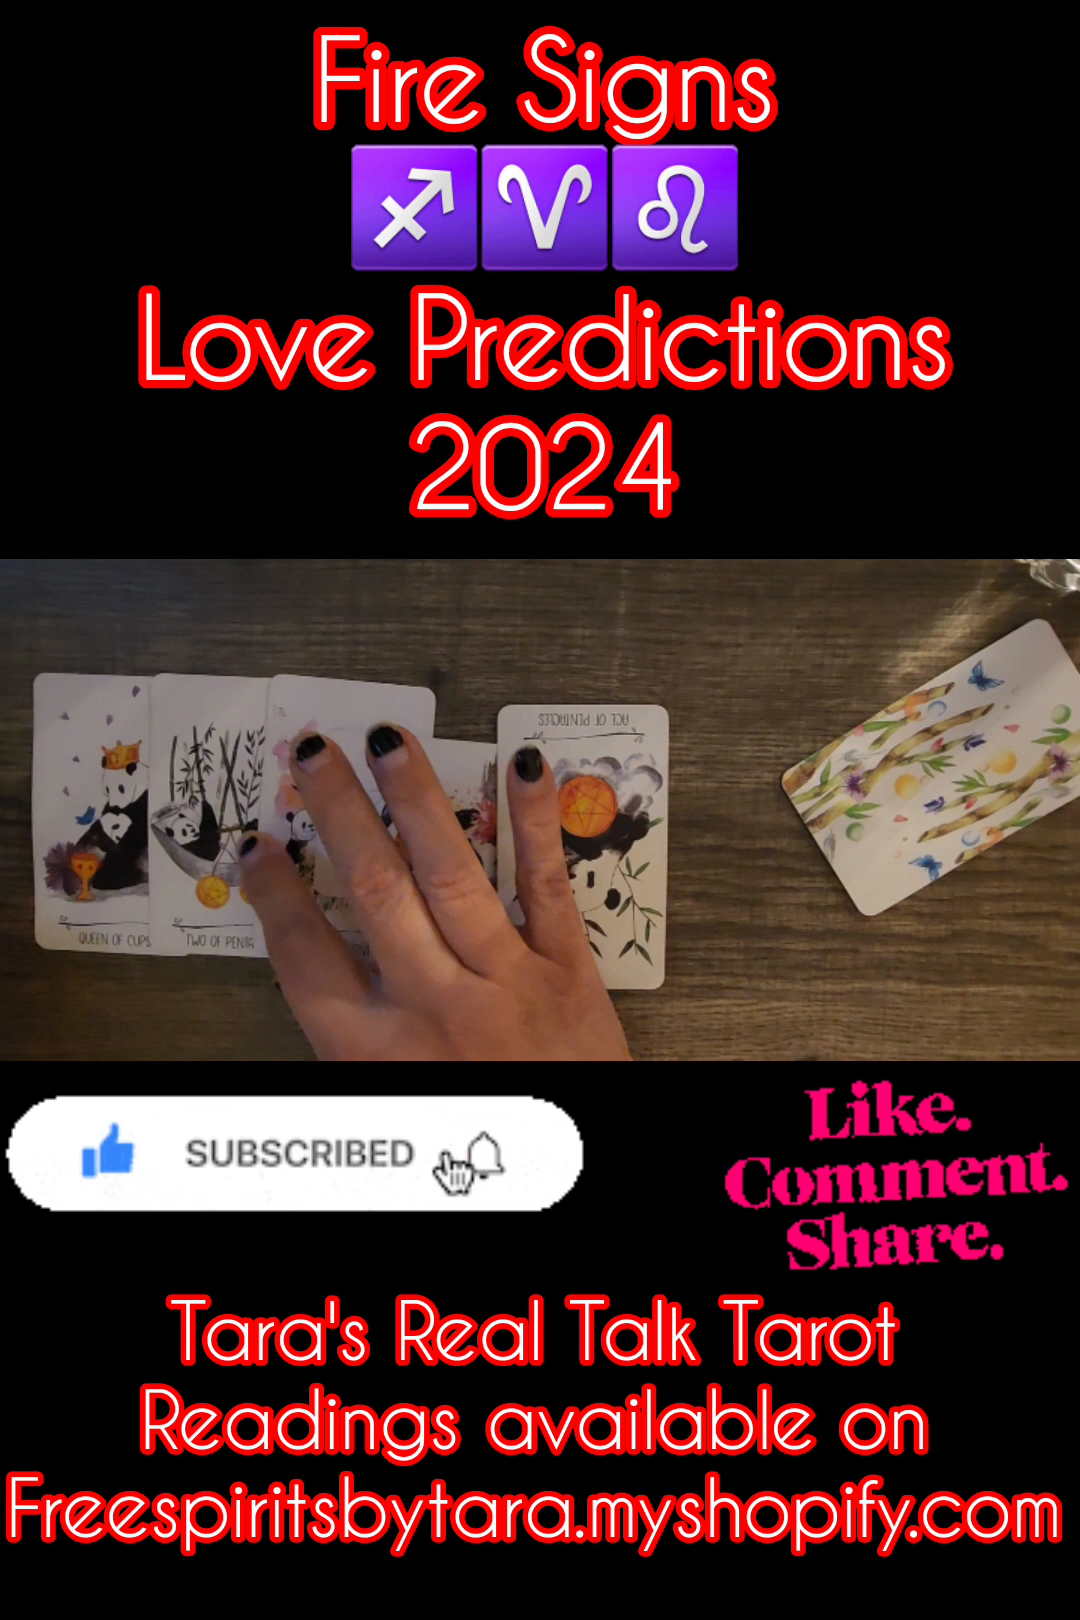 Fire Signs
♐♈♌
Love Predictions
2024
ACE OF PENTACLES
QUEEN OF CUPS
TWO OF PENTA
SUBSCRIBED
Like.
Comment.
Share.
Tara's Real Talk Tarot
Readings available on
Freespiritsbytara.myshopify.com